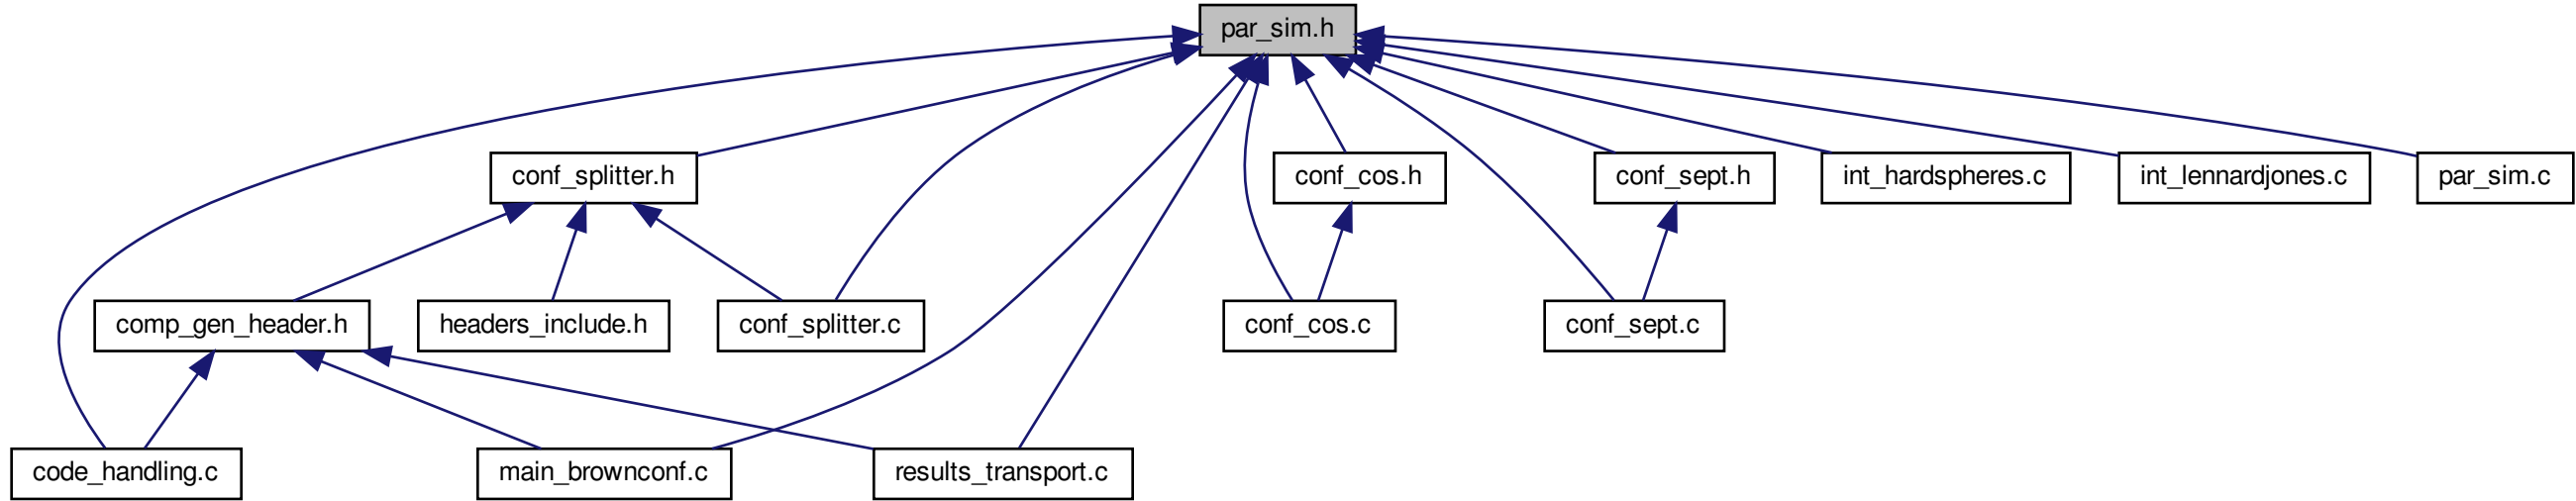 par_sim.h
conf_splitter.h
conf_cos.h
conf_sept.h
int_hardspheres.c
int_lennardjones.c
par_sim.c
comp_gen_header.h
headers_include.h
conf_splitter.c
conf_cos.c
conf_sept.c
code_handling.c
main_brownconf.c
results_transport.c